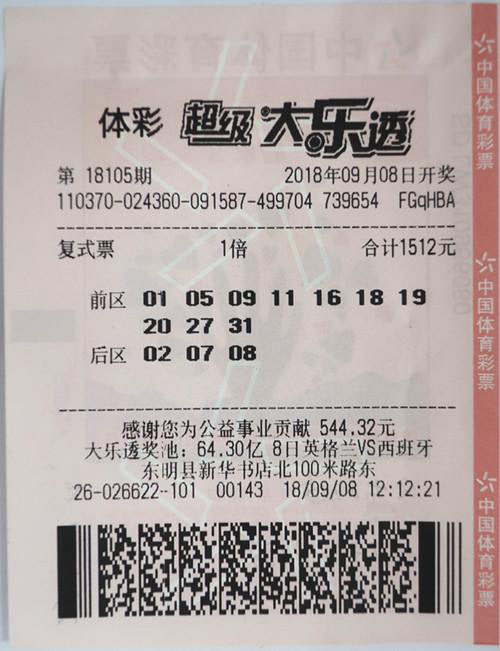 体彩 超级大乐透
第 18105期 2018年09月08日开奖
110370-024360-091587-499704 739654 FGqHBA
复式票 1倍 合计1512元
前区 01 05 09 11 16 18 19
20 27 31
后区 02 07 08
感谢您为公益事业贡献 544.32元
大乐透奖池：64.30亿 8日英格兰VS西班牙
东明县新华书店北100米路东
26-026622-101 00143 18/09/08 12:12:21
中国体育彩票
中国体育彩票
中国体育彩票
中国体育彩票